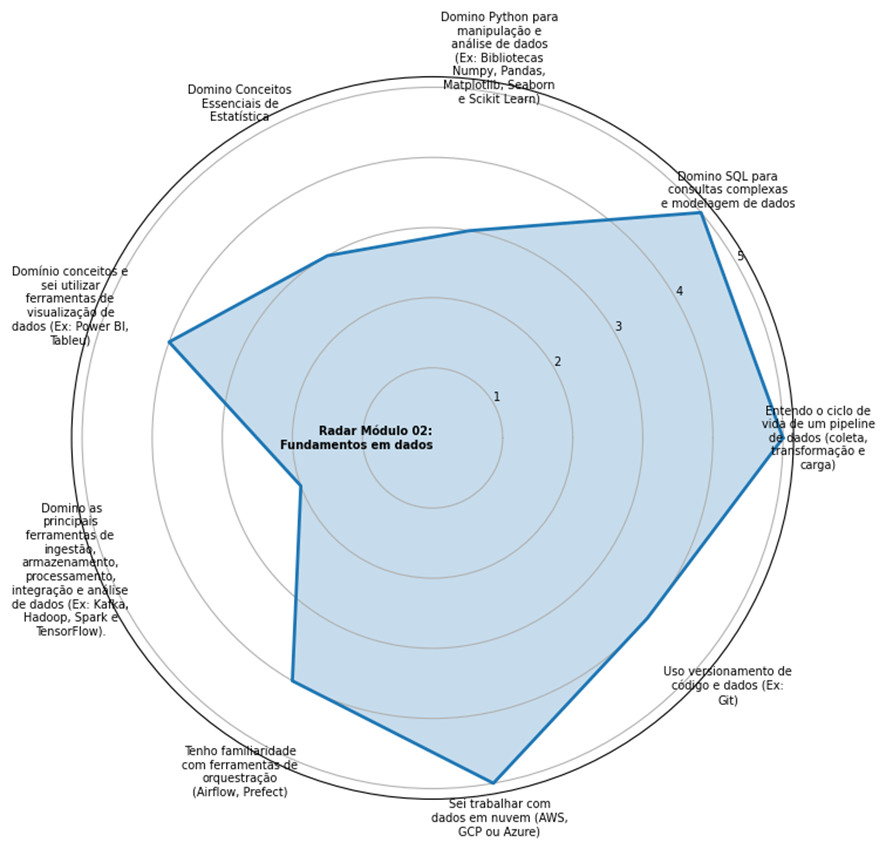 Domino Python para
manipulação e
análise de dados
(Ex: Bibliotecas
Numpy, Pandas,
Matplotlib, Seaborn
e Scikit Learn)
Domino Conceitos
Essenciais de
Estatística
Domino SQL para
consultas complexas
e modelagem de dados
5
4
3
2
1
Domínio conceitos e
sei utilizar
ferramentas de
visualização de
dados (Ex: Power BI,
Tableu)
Radar Módulo 02:
Fundamentos em dados
Entendo o ciclo de
vida de um pipeline
de dados (coleta,
transformação e
carga)
Domino as
principais
ferramentas de
ingestão,
armazenamento,
processamento,
integração e análise
de dados (Ex: Kafka,
Hadoop, Spark e
TensorFlow).
Uso versionamento de
código e dados (Ex:
Git)
Tenho familiaridade
com ferramentas de
orquestração
(Airflow, Prefect)
Sei trabalhar com
dados em nuvem (AWS,
GCP ou Azure)